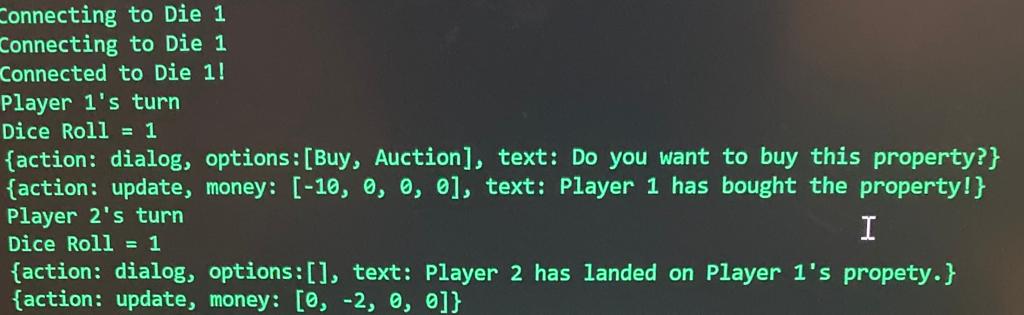 Connecting to Die 1
Connecting to Die 1
Connected to Die 1!
Player 1's turn
Dice Roll = 1
{action: dialog, options:[Buy, Auction], text: Do you want to buy this property?}
{action: update, money: [-10, 0, 0, 0], text: Player 1 has bought the property!}
Player 2's turn
Dice Roll = 1
{action: dialog, options:[], text: Player 2 has landed on Player 1's propety.}
{action: update, money: [0, -2, 0, 0]}